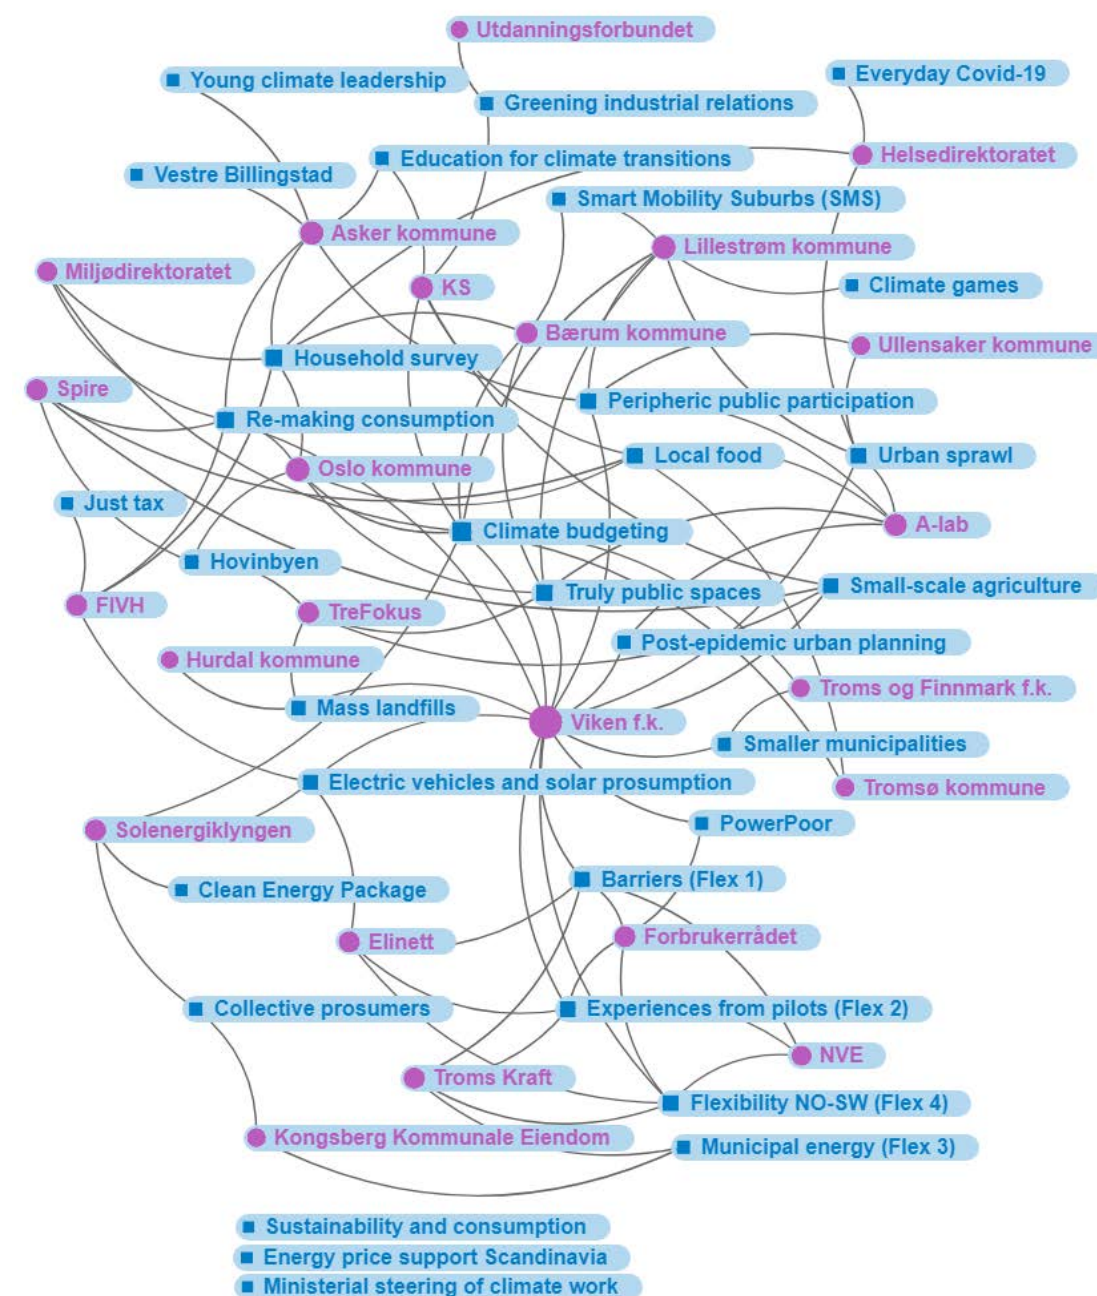 Utdanningsforbundet
Young climate leadership
Everyday Covid-19
Greening industrial relations
Education for climate transitions
Helsedirektoratet
Vestre Billingstad
Smart Mobility Suburbs (SMS)
Asker kommune
Lillestrøm kommune
Miljødirektoratet
KS
Climate games
Bærum kommune
Ullensaker kommune
Household survey
Spire
Peripheric public participation
Re-making consumption
Local food
Urban sprawl
Oslo kommune
Just tax
A-lab
Climate budgeting
Hovinbyen
Small-scale agriculture
Truly public spaces
FIVH
TreFokus
Post-epidemic urban planning
Hurdal kommune
Troms og Finnmark f.k.
Mass landfills
Viken f.k.
Smaller municipalities
Electric vehicles and solar prosumption
Tromsø kommune
Solenergiklyngen
PowerPoor
Barriers (Flex 1)
Clean Energy Package
Forbrukerrådet
Elinett
Collective prosumers
Experiences from pilots (Flex 2)
NVE
Troms Kraft
Flexibility NO-SW (Flex 4)
Kongsberg Kommunale Eiendom
Municipal energy (Flex 3)
Sustainability and consumption
Energy price support Scandinavia
Ministerial steering of climate work